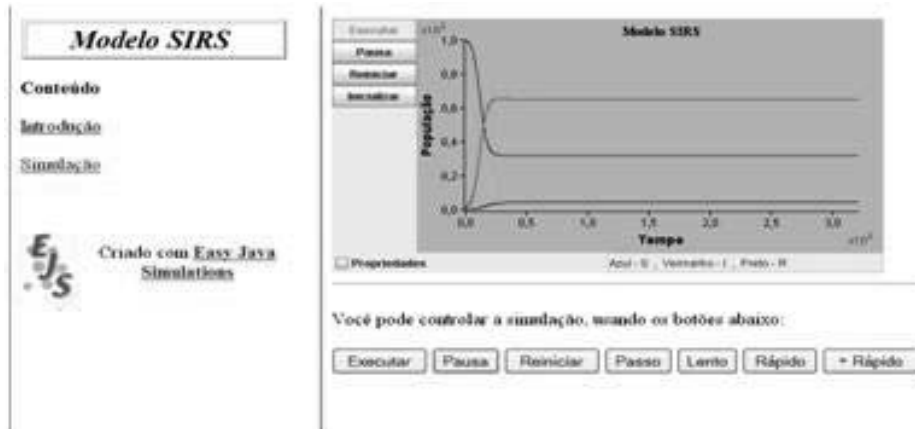 Modelo SIRS
Conteúdo
Introdução
Simulação
EJS
Criado com Easy Java
Simulations
Executar
Pausa
Reiniciar
Inicializar
Modelo SIRS
1,0
0,8
0,6
0,4
0,2
0,0
População
0,0 0,5 1,0 1,5 2,0 2,5 3,0
Tempo
Propriedades
Azul - S , Vermelho - I , Preto - R
Você pode controlar a simulação, usando os botões abaixo:
Executar Pausa Reiniciar Passo Lento Rápido + Rápido